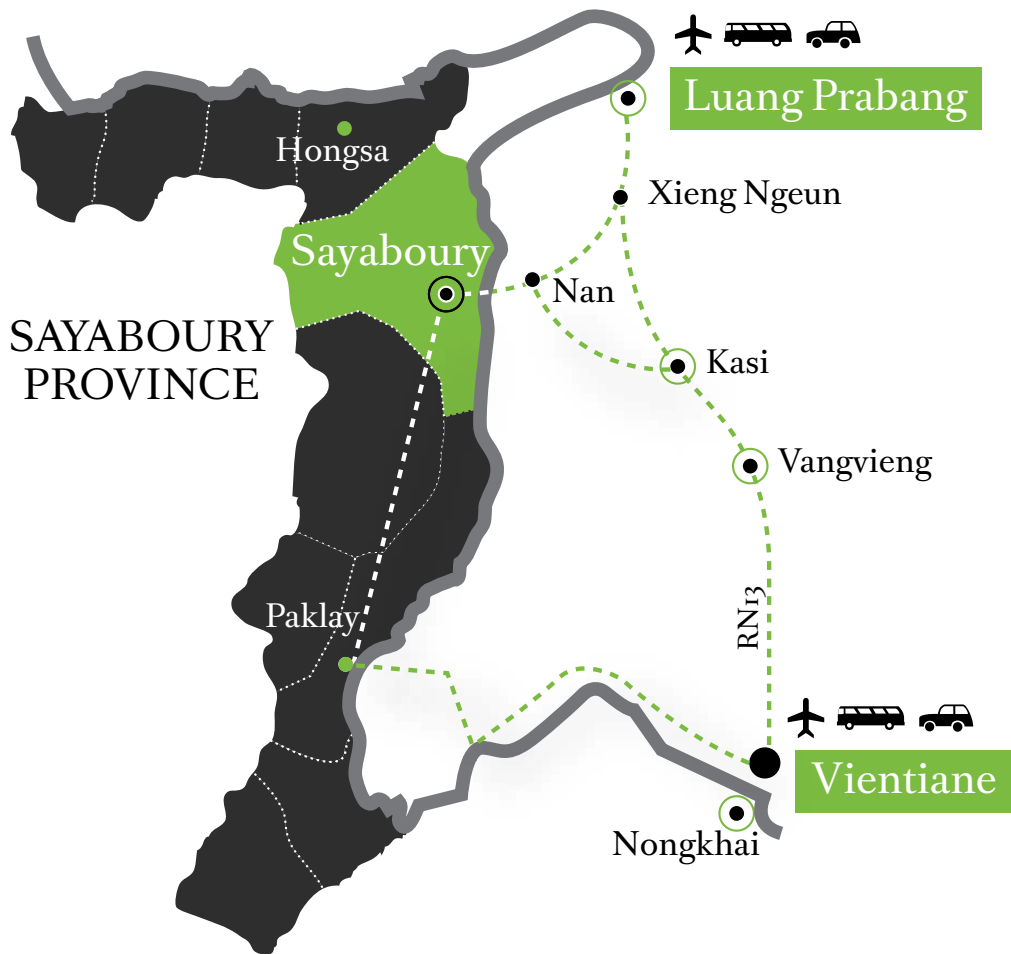 Luang Prabang
Hongsa
Xieng Ngeun
Sayaboury
Nan
SAYABOURY
PROVINCE
Kasi
Vangvieng
RN13
Paklay
Vientiane
Nongkhai